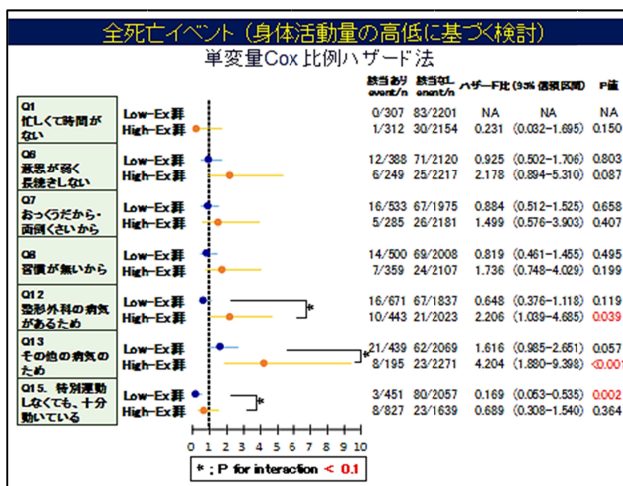 全死亡イベント（身体活動量の高低に基づく検討）
単変量Cox 比例ハザード法
該当あり 該当なし ハザード比 (95% 信頼区間) P値
event/n event/n
Q1
忙しくて時間が
ない
Low-Ex群 0/307 83/2201 NA NA NA
High-Ex群 1/312 30/2154 0.231 (0.032-1.695) 0.150
Q6
意思が弱く
長続きしない
Low-Ex群 12/388 71/2120 0.925 (0.502-1.706) 0.803
High-Ex群 6/249 25/2217 2.178 (0.894-5.310) 0.087
Q7
おっくうだから・
面倒くさいから
Low-Ex群 16/533 67/1975 0.884 (0.512-1.525) 0.658
High-Ex群 5/285 26/2181 1.499 (0.576-3.903) 0.407
Q8
習慣が無いから
Low-Ex群 14/500 69/2008 0.819 (0.461-1.455) 0.495
High-Ex群 7/359 24/2107 1.736 (0.748-4.029) 0.199
Q12
整形外科の病気
があるため
Low-Ex群 16/671 67/1837 0.648 (0.376-1.118) 0.119
High-Ex群 10/443 21/2023 2.206 (1.039-4.685) 0.039
*
Q13
その他の病気の
ため
Low-Ex群 21/439 62/2069 1.616 (0.985-2.651) 0.057
High-Ex群 8/195 23/2271 4.204 (1.880-9.398) <0.001
*
Q15. 特別運動
しなくても、十分
動いている
Low-Ex群 3/451 80/2057 0.169 (0.053-0.535) 0.002
High-Ex群 8/827 23/1639 0.689 (0.308-1.540) 0.364
*
0 1 2 3 4 5 6 7 8 9 10
* ; P for interaction < 0.1